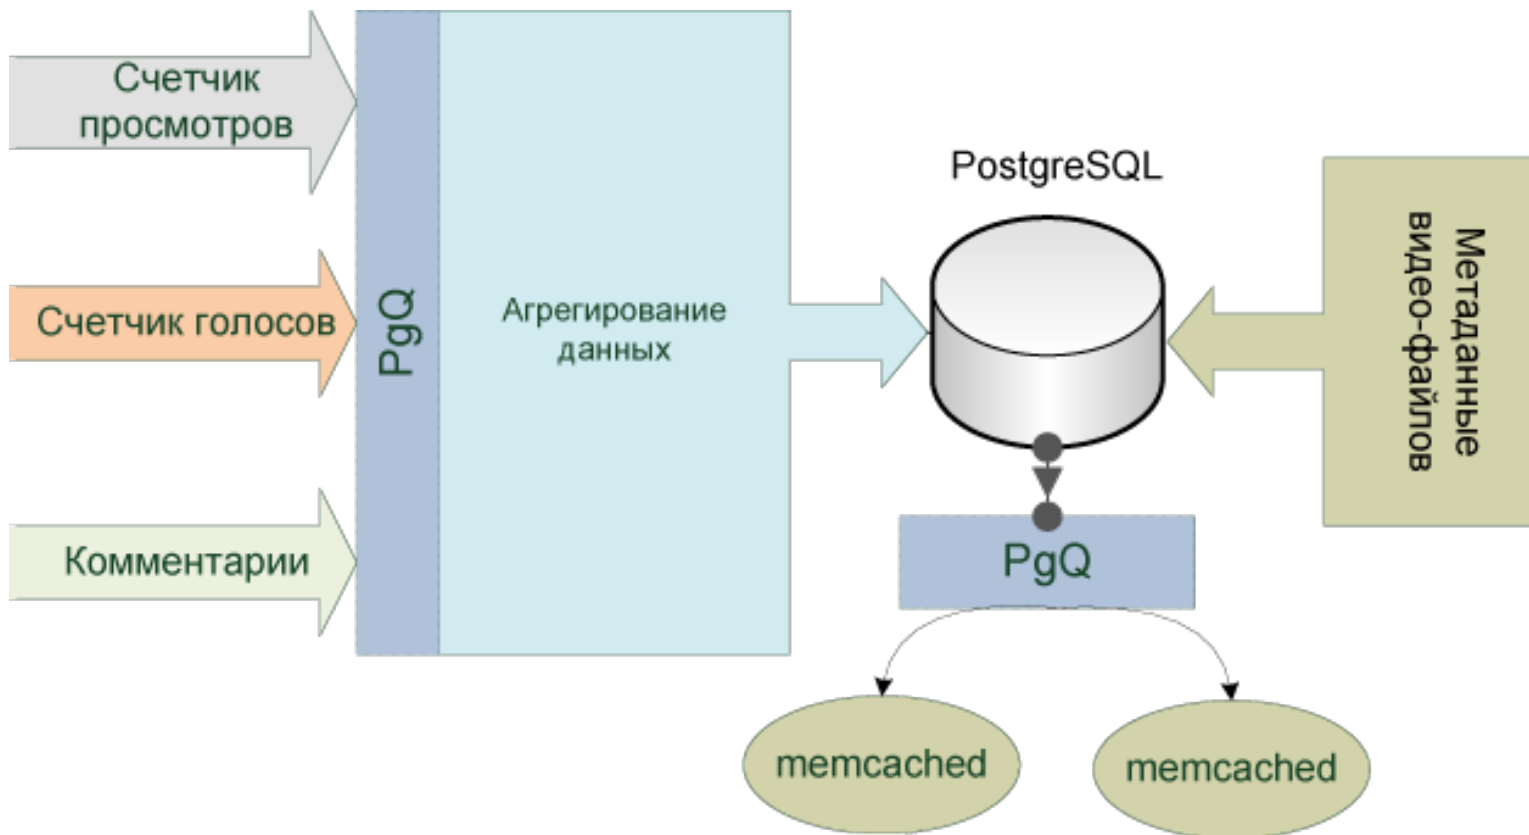 Счетчик
просмотров
Счетчик голосов
Комментарии
PgQ
Агрегирование
данных
PostgreSQL
Метаданные
видео-файлов
PgQ
memcached
memcached